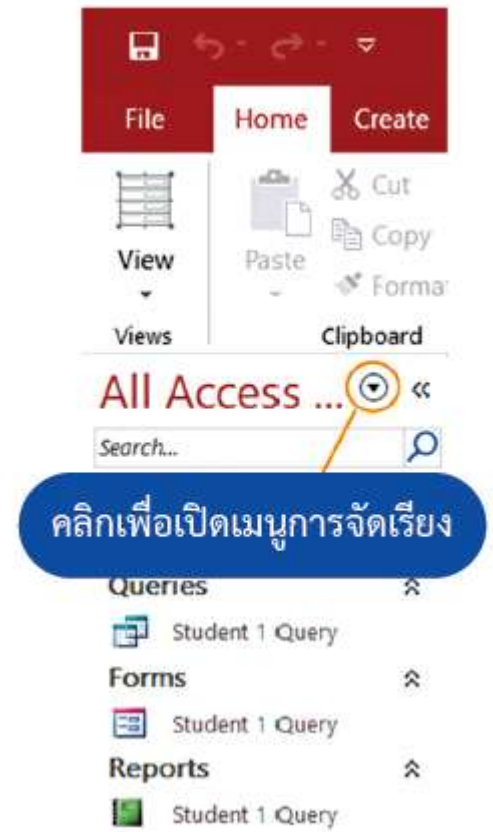 File Home Create
View
Paste
Cut
Copy
Forma
Views
Clipboard
All Access ...
Search...
คลิกเพื่อเปิดเมนูการจัดเรียง
Queries
Student 1 Query
Forms
Student 1 Query
Reports
Student 1 Query